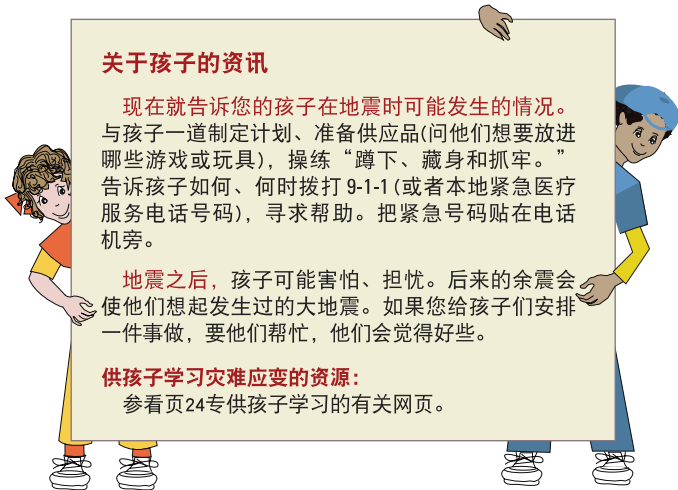 关于孩子的资讯
现在就告诉您的孩子在地震时可能发生的情况。
与孩子一道制定计划、准备供应品(问他们想要放进
哪些游戏或玩具)，操练“蹲下、藏身和抓牢。”
告诉孩子如何、何时拨打 9-1-1 (或者本地紧急医疗
服务电话号码)，寻求帮助。把紧急号码贴在电话
机旁。
地震之后，孩子可能害怕、担忧。后来的余震会
使他们想起发生过的大地震。如果您给孩子们安排
一件事做，要他们帮忙，他们会觉得好些。
供孩子学习灾难应变的资源：
参看页24专供孩子学习的有关网页。